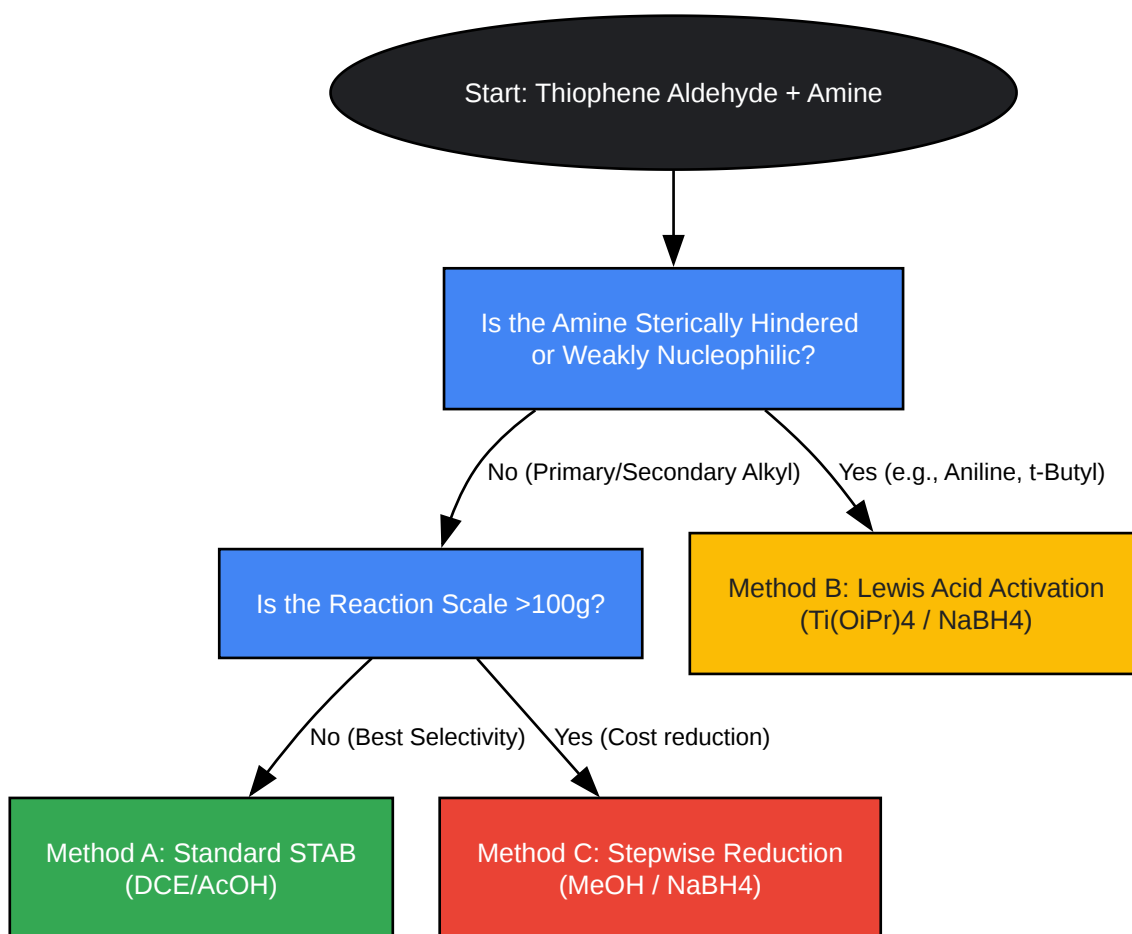 Start: Thiophene Aldehyde + Amine
Is the Amine Sterically Hindered
or Weakly Nucleophilic?
No (Primary/Secondary Alkyl)
Yes (e.g., Aniline, t-Butyl)
Is the Reaction Scale >100g?
Method B: Lewis Acid Activation
(Ti(OiPr)4 / NaBH4)
No (Best Selectivity)
Yes (Cost reduction)
Method A: Standard STAB
(DCE/AcOH)
Method C: Stepwise Reduction
(MeOH / NaBH4)